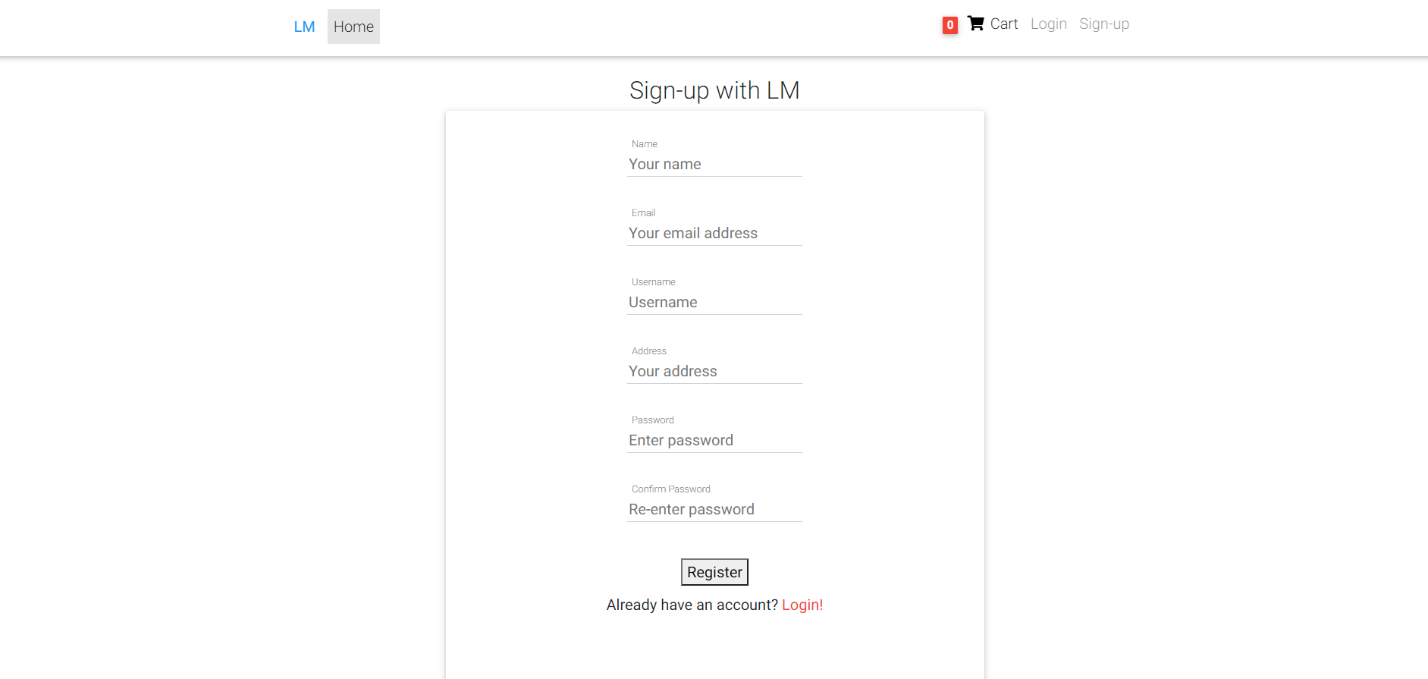 LM Home 0 Cart Login Sign-up
Sign-up with LM
Name
Your name
Email
Your email address
Username
Username
Address
Your address
Password
Enter password
Confirm Password
Re-enter password
Register
Already have an account? Login!